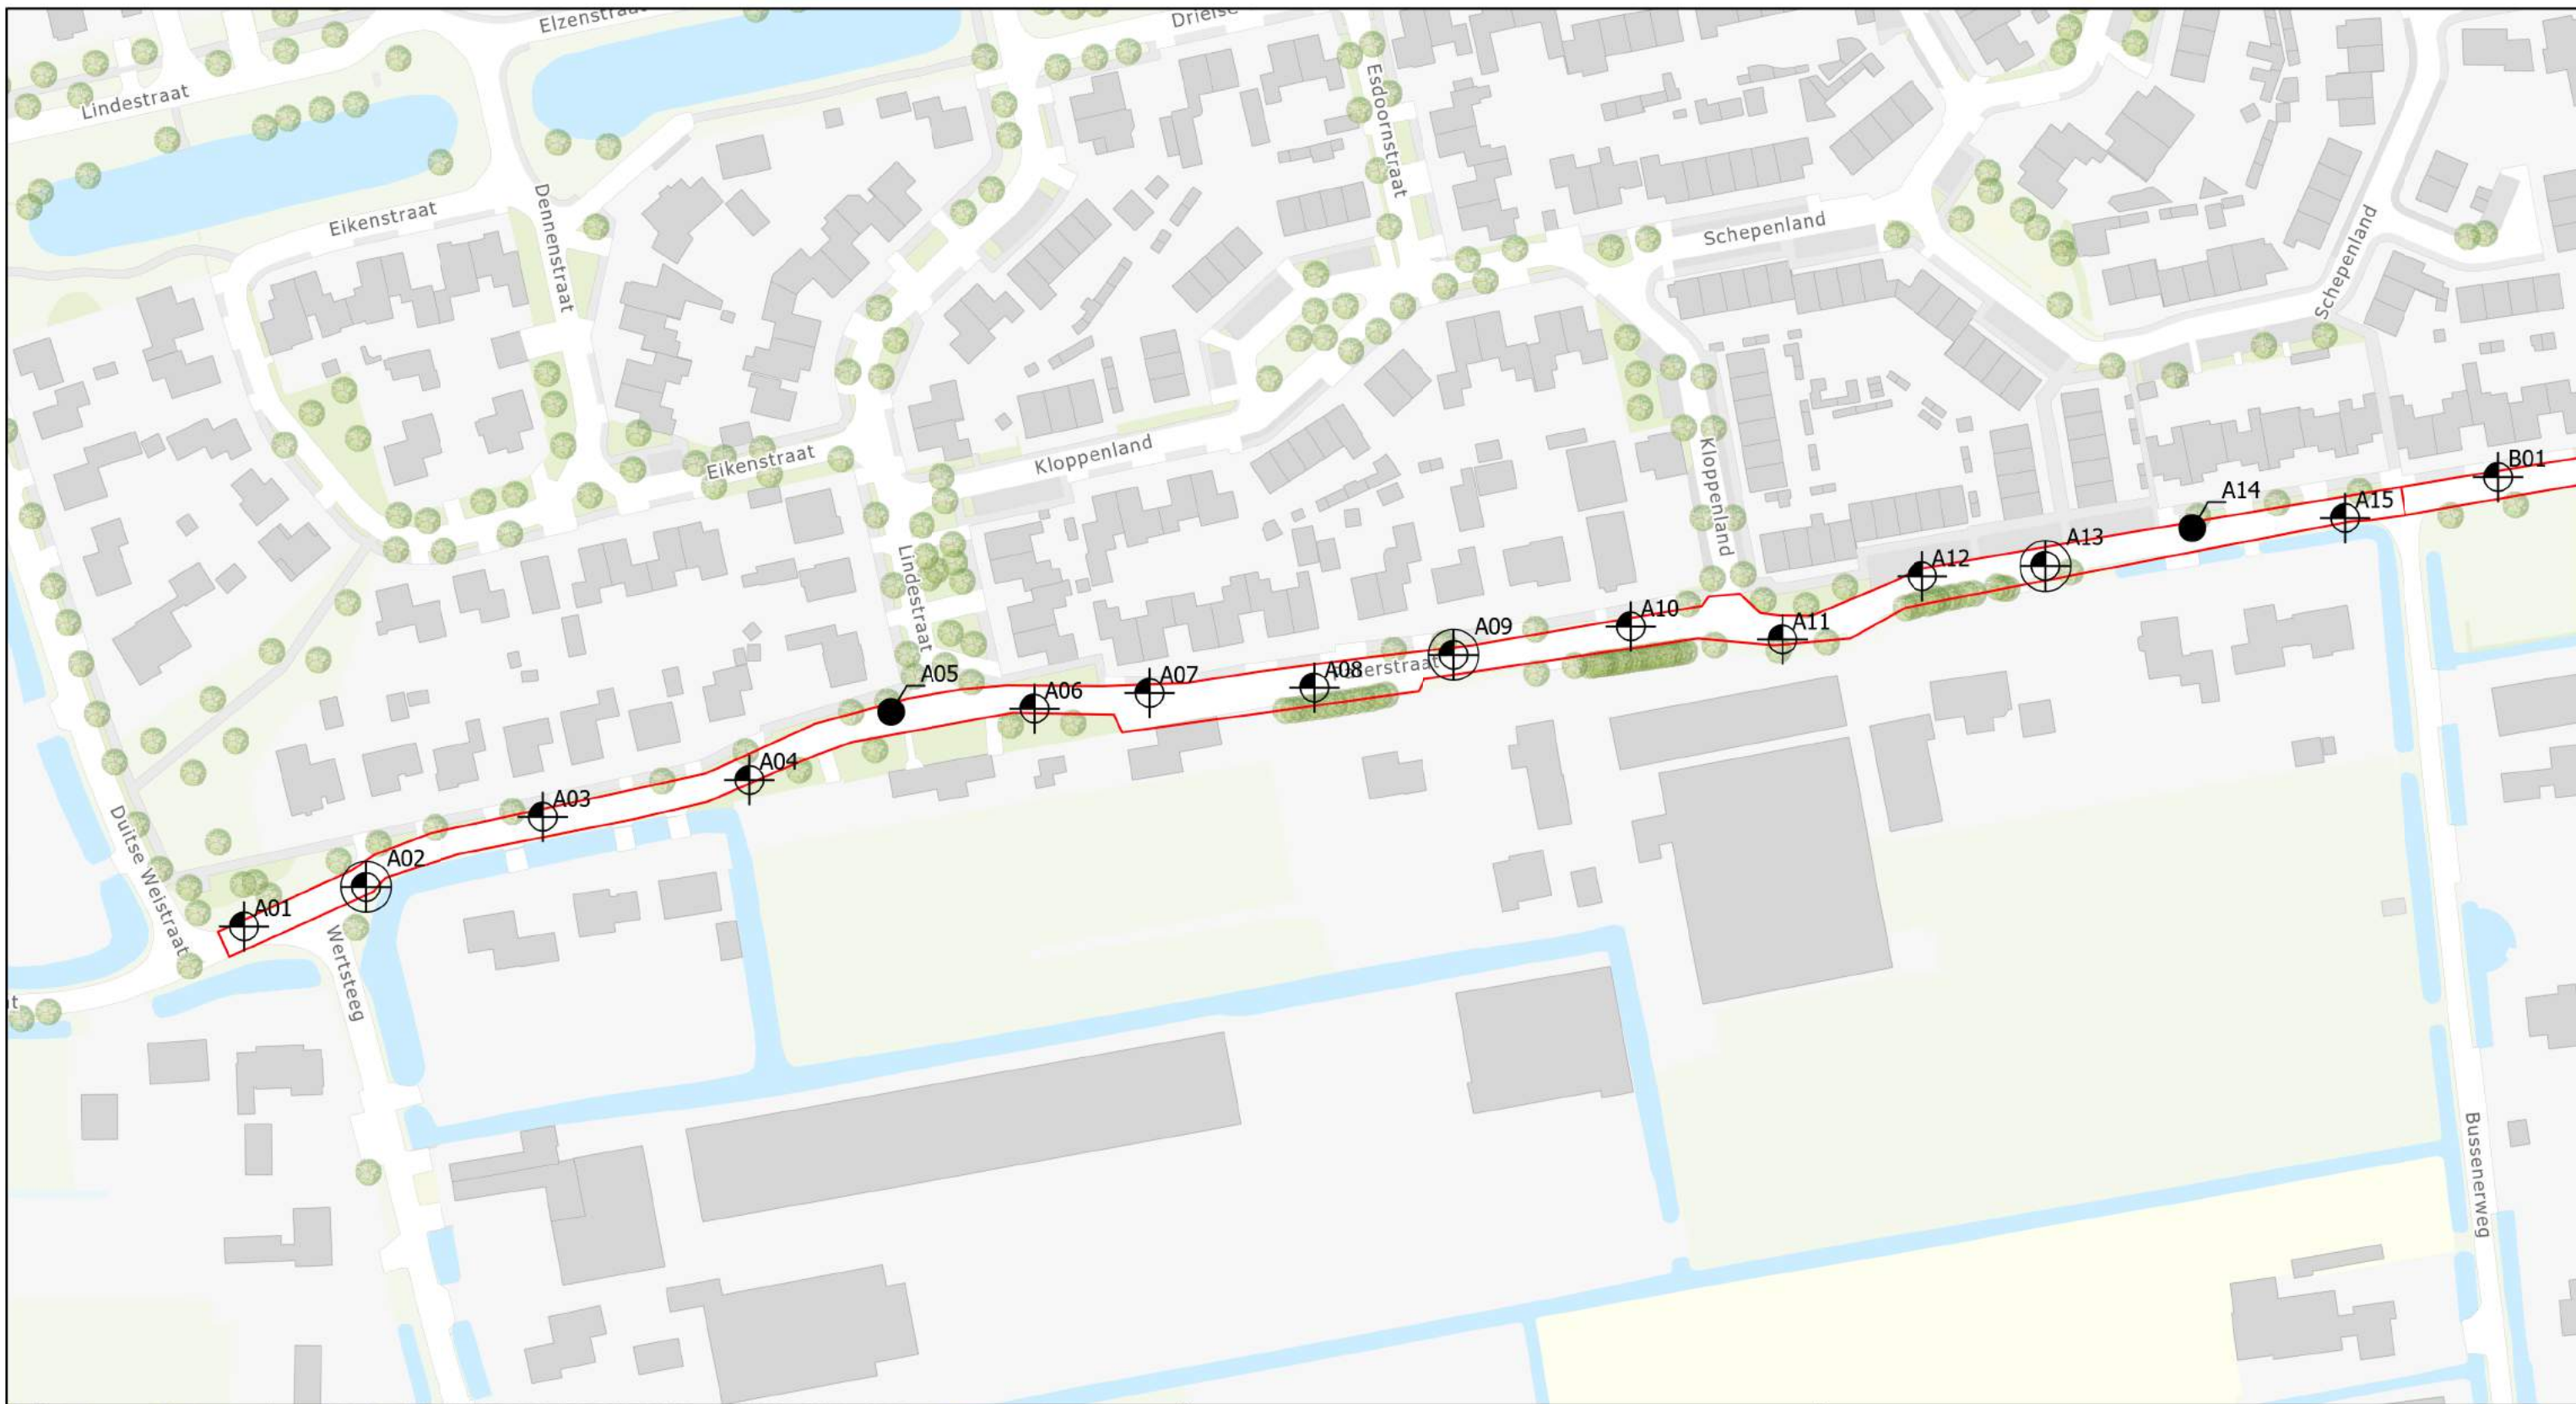 Elzenstraat
Drielse
Lindestraat
Esdoornstraat
Dennenstraat
Eikenstraat
Schepenland
Schepenland
Eikenstraat
Kloppenland
Kloppenland
Lindestraat
B01
A14
A15
A13
A12
A10
A11
A09
A08
A07
A06
A05
A04
A03
A02
A01
Duitse Weistraat
Wertsteeg
t
Bussenerweg